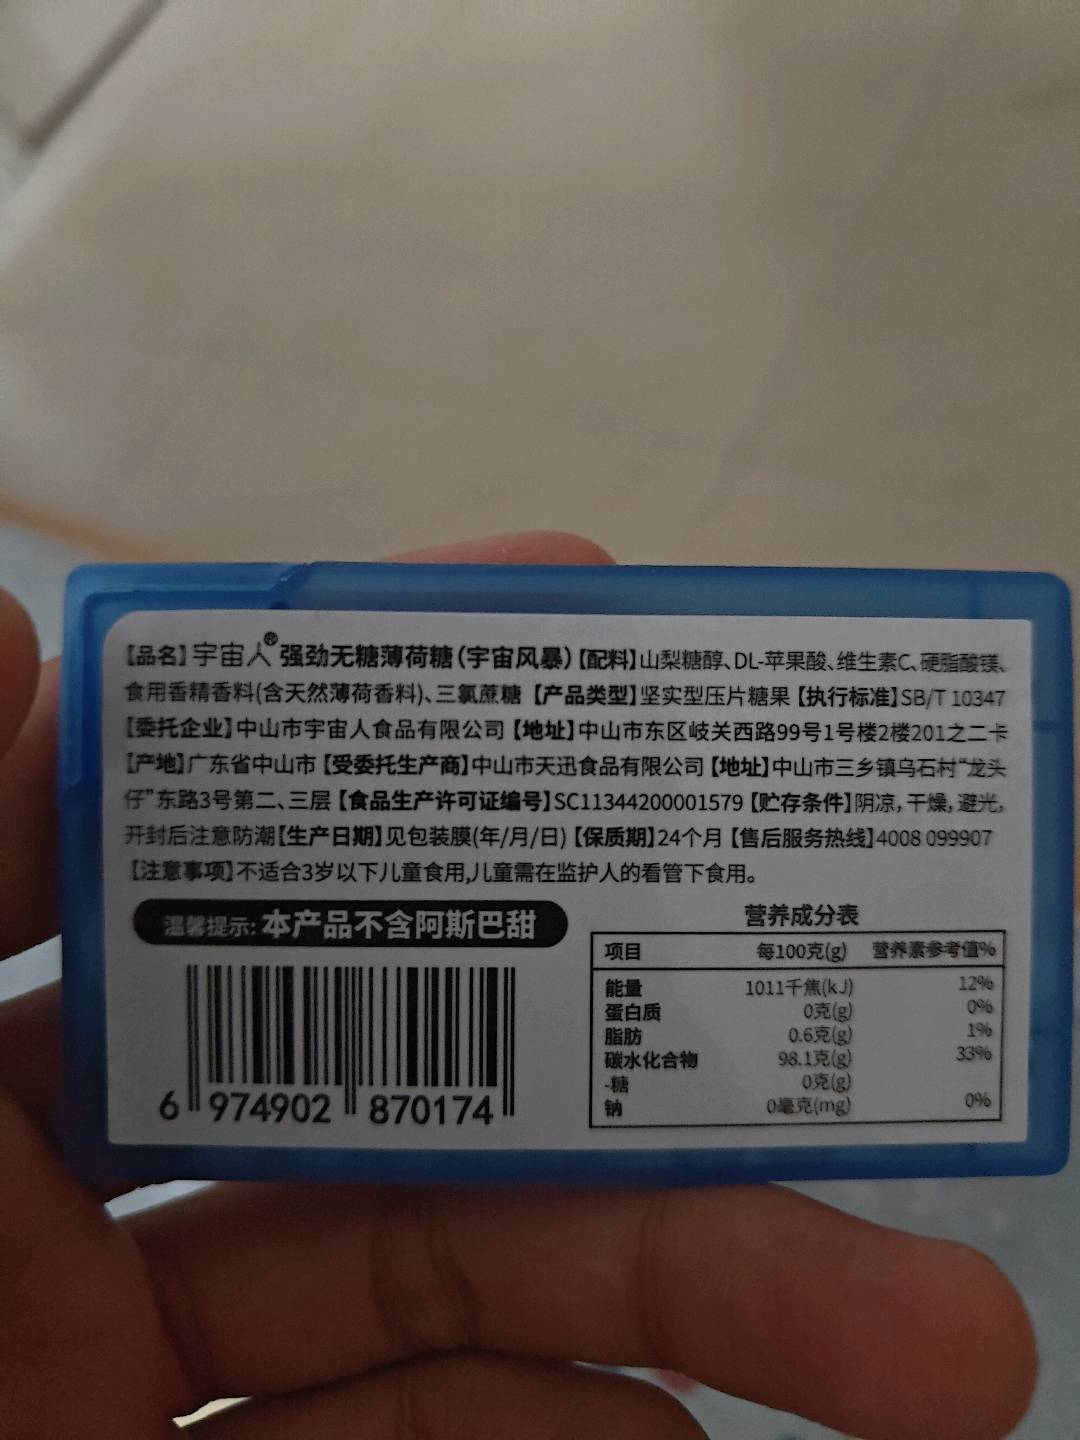 【品名】宇宙人®强劲无糖薄荷糖(宇宙风暴)【配料】山梨糖醇、DL-苹果酸、维生素C、硬脂酸镁、
食用香精香料(含天然薄荷香料)、三氯蔗糖【产品类型】坚实型压片糖果【执行标准】SB/T 10347
【委托企业】中山市宇宙人食品有限公司【地址】中山市东区岐关西路99号1号楼2楼201之二卡
【产地】广东省中山市【受委托生产商】中山市天迅食品有限公司【地址】中山市三乡镇乌石村“龙头
仔”东路3号第二、三层【食品生产许可证编号】SC11344200001579【贮存条件】阴凉,干燥,避光,
开封后注意防潮【生产日期】见包装膜(年/月/日)【保质期】24个月【售后服务热线】4008 099907
【注意事项】不适合3岁以下儿童食用,儿童需在监护人的看管下食用。
温馨提示:本产品不含阿斯巴甜
6 974902 870174
营养成分表
项目 每100克(g) 营养素参考值%
能量 1011千焦(kJ) 12%
蛋白质 0克(g) 0%
脂肪 0.6克(g) 1%
碳水化合物 98.1克(g) 33%
-糖 0克(g)
钠 0毫克(mg) 0%